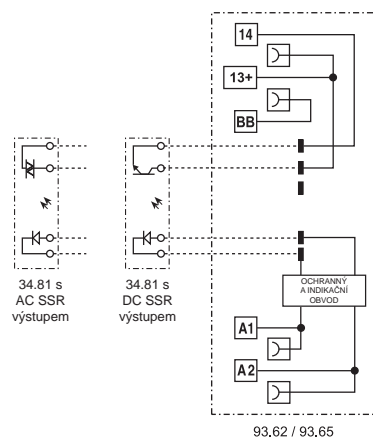 14
13+
BB
34.81 s
AC SSR
výstupem
34.81 s
DC SSR
výstupem
OCHRANNÝ
A INDIKAČNÍ
OBVOD
A1
A2
93.62 / 93.65